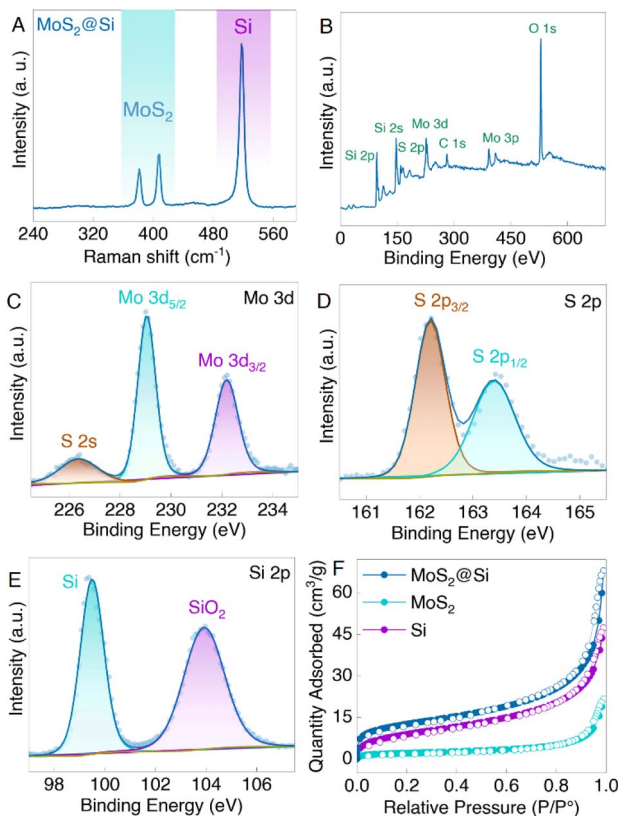 A
MoS₂@Si
MoS₂
Si
Intensity (a. u.)
240 320 400 480 560
Raman shift (cm⁻¹)
B
O 1s
Si 2s
Mo 3d
S 2p
C 1s
Mo 3p
Si 2p
Intensity (a.u.)
0 150 300 450 600
Binding Energy (eV)
C
Mo 3d₅/₂
Mo 3d
Mo 3d₃/₂
S 2s
Intensity (a.u.)
226 228 230 232 234
Binding Energy (eV)
D
S 2p₃/₂
S 2p
S 2p₁/₂
Intensity (a.u.)
161 162 163 164 165
Binding Energy (eV)
E
Si
Si 2p
SiO₂
Intensity (a.u.)
98 100 102 104 106
Binding Energy (eV)
F
MoS₂@Si
MoS₂
Si
Quantity Adsorbed (cm³/g)
60
45
30
15
0
0.0 0.2 0.4 0.6 0.8 1.0
Relative Pressure (P/P°)